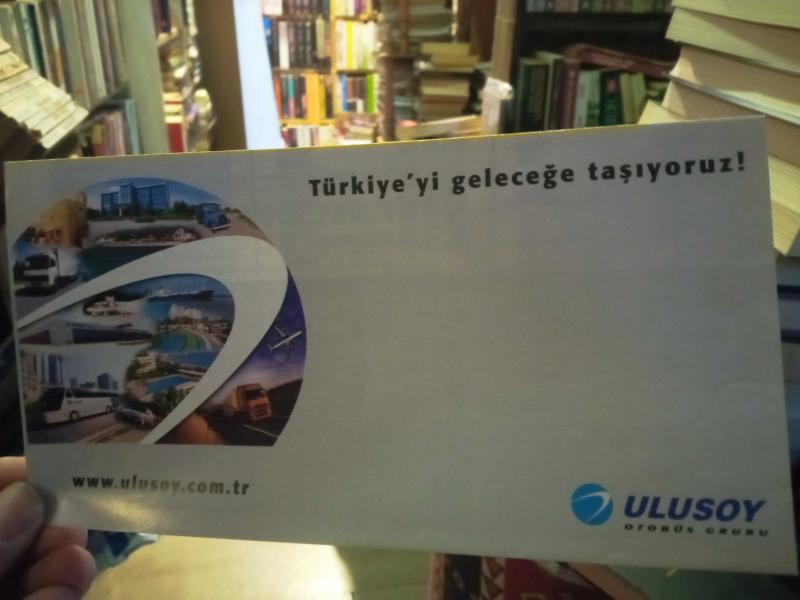 Türkiye'yi geleceğe taşıyoruz!
www.ulusoy.com.tr
ULUSOY
OTOBÜS GRUBU